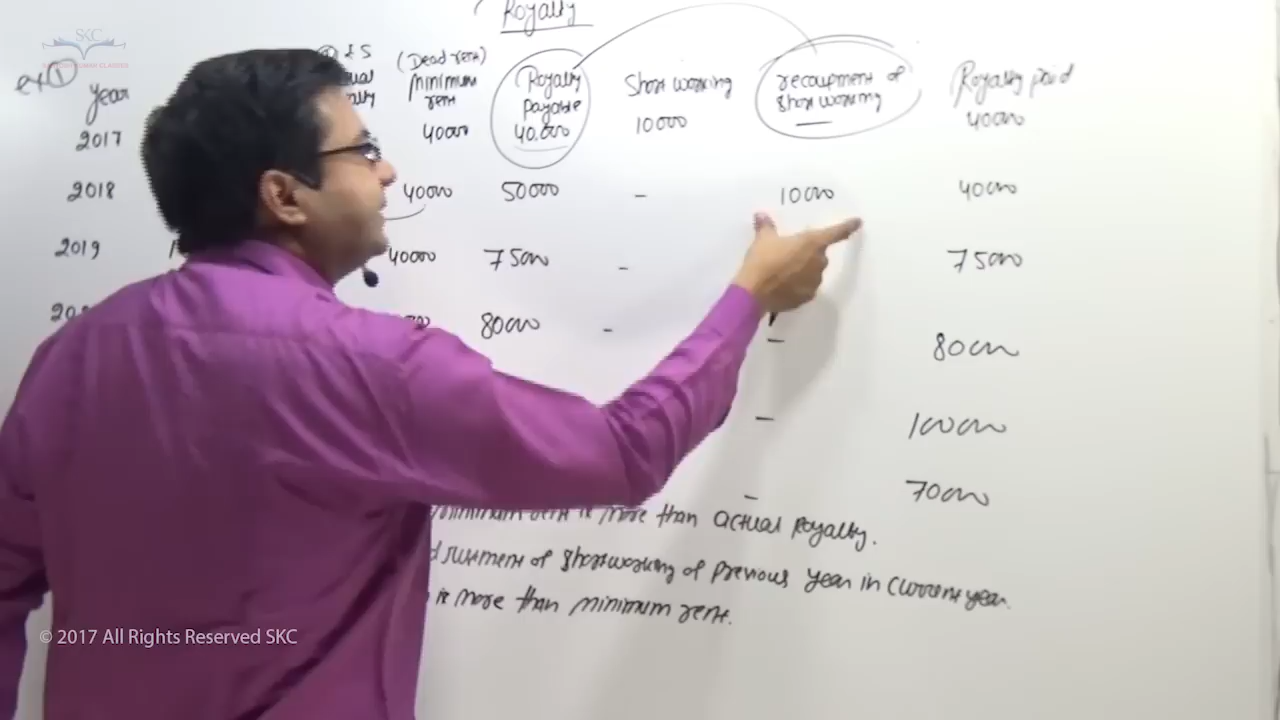 SKC
Royalty
ex ①
Year
(Dead rent)
minimum
rent
Royalty
payable
Short working
recoupment of
short working
Royalty paid
2017 40000 40,000 10000 40000
2018 40000 50000 - 10000 40000
2019 40000 75000 - 75000
80000 - - 80000
- 100000
- 70000
minimum rent is more than actual Royalty.
of shortworking of previous year in current year.
is more than minimum rent.
© 2017 All Rights Reserved SKC